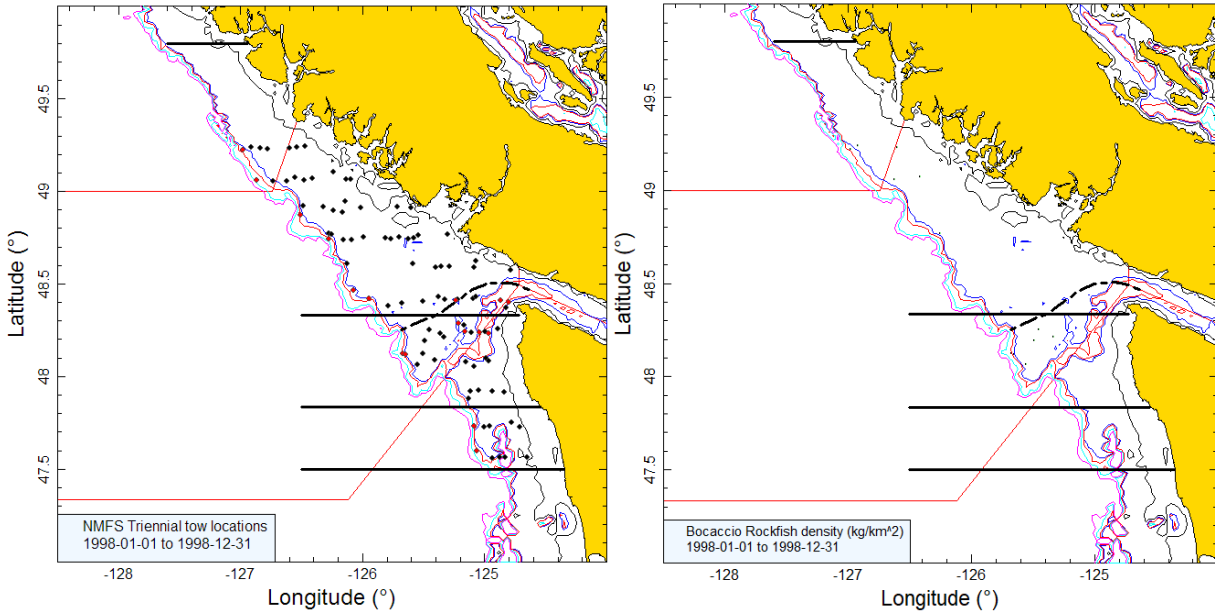 Latitude (°)
49.5
49
48.5
48
47.5
NMFS Triennial tow locations
1998-01-01 to 1998-12-31
-128
-127
-126
-125
Longitude (°)
Latitude (°)
49.5
49
48.5
48
47.5
Bocaccio Rockfish density (kg/km^2)
1998-01-01 to 1998-12-31
-128
-127
-126
-125
Longitude (°)